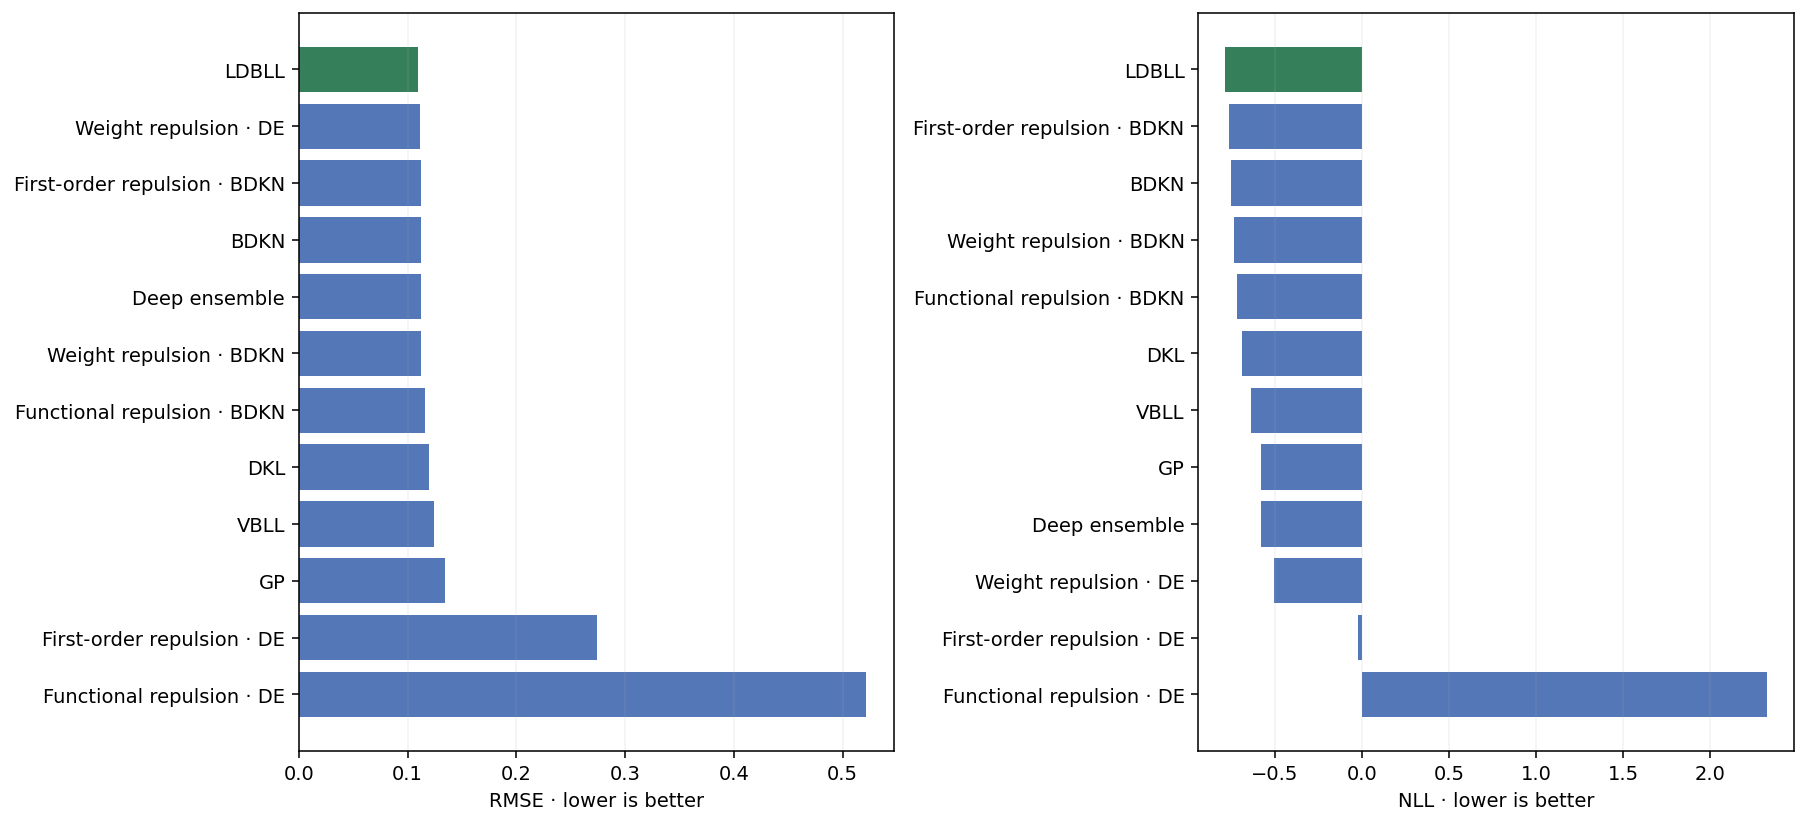 LDBLL
Weight repulsion · DE
First-order repulsion · BDKN
BDKN
Deep ensemble
Weight repulsion · BDKN
Functional repulsion · BDKN
DKL
VBLL
GP
First-order repulsion · DE
Functional repulsion · DE
0.0 0.1 0.2 0.3 0.4 0.5
RMSE · lower is better
LDBLL
First-order repulsion · BDKN
BDKN
Weight repulsion · BDKN
Functional repulsion · BDKN
DKL
VBLL
GP
Deep ensemble
Weight repulsion · DE
First-order repulsion · DE
Functional repulsion · DE
−0.5 0.0 0.5 1.0 1.5 2.0
NLL · lower is better